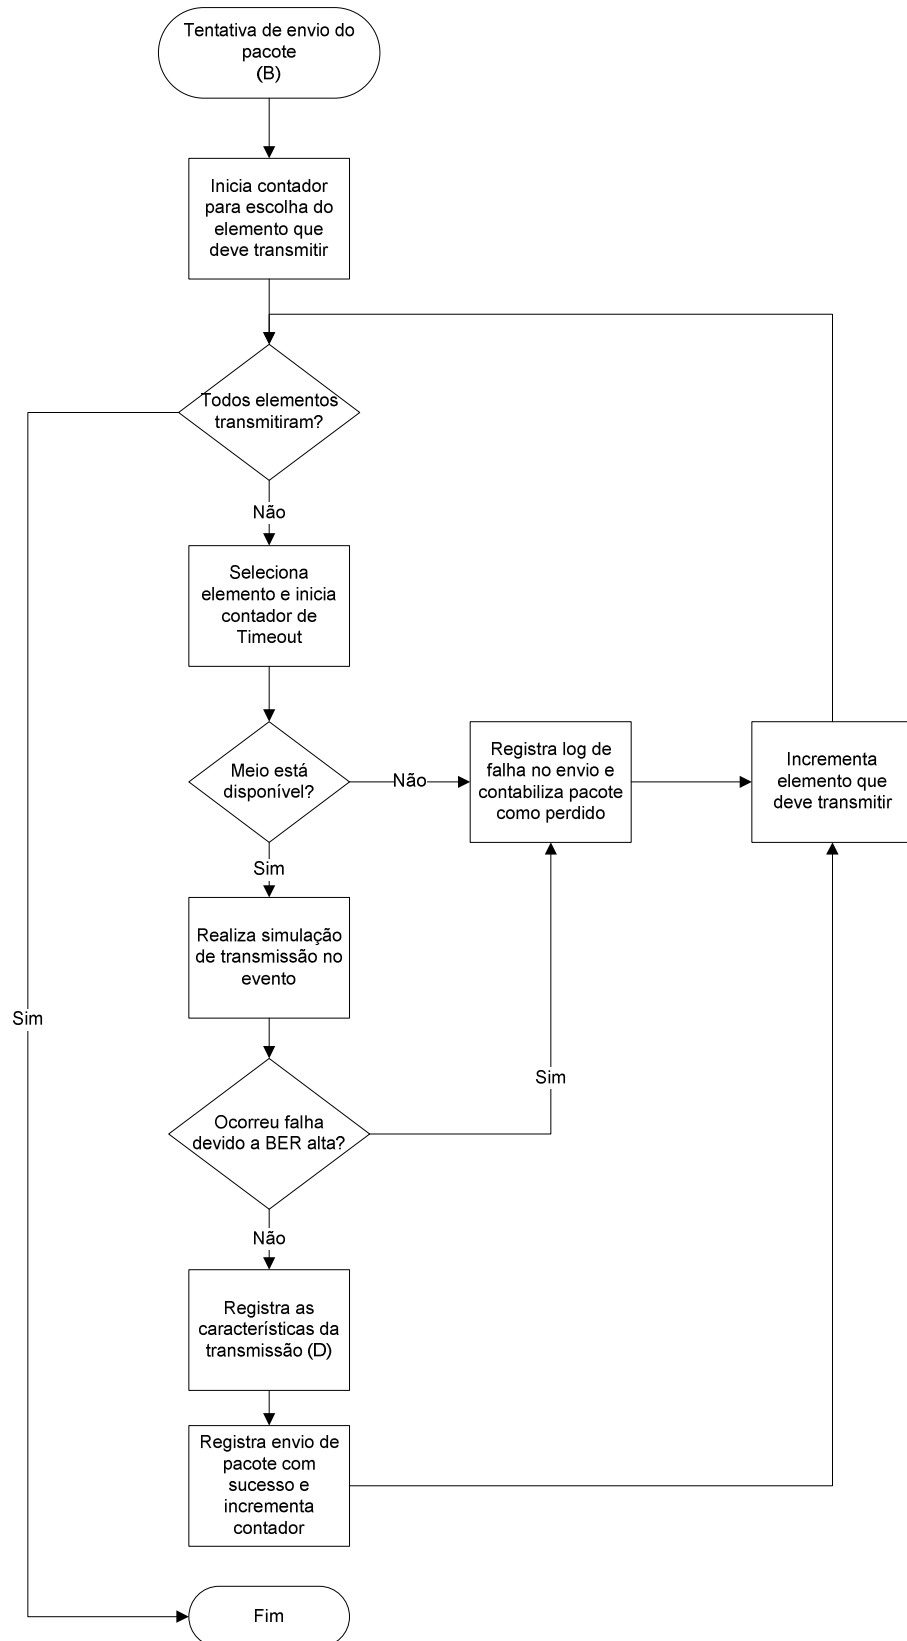 Tentativa de envio do
pacote
(B)
Inicia contador
para escolha do
elemento que
deve transmitir
Todos elementos
transmitiram?
Não
Seleciona
elemento e inicia
contador de
Timeout
Meio está
disponível?
Não
Registra log de
falha no envio e
contabiliza pacote
como perdido
Incrementa
elemento que
deve transmitir
Sim
Realiza simulação
de transmissão no
evento
Sim
Ocorreu falha
devido a BER alta?
Sim
Não
Registra as
características da
transmissão (D)
Registra envio de
pacote com
sucesso e
incrementa
contador
Fim